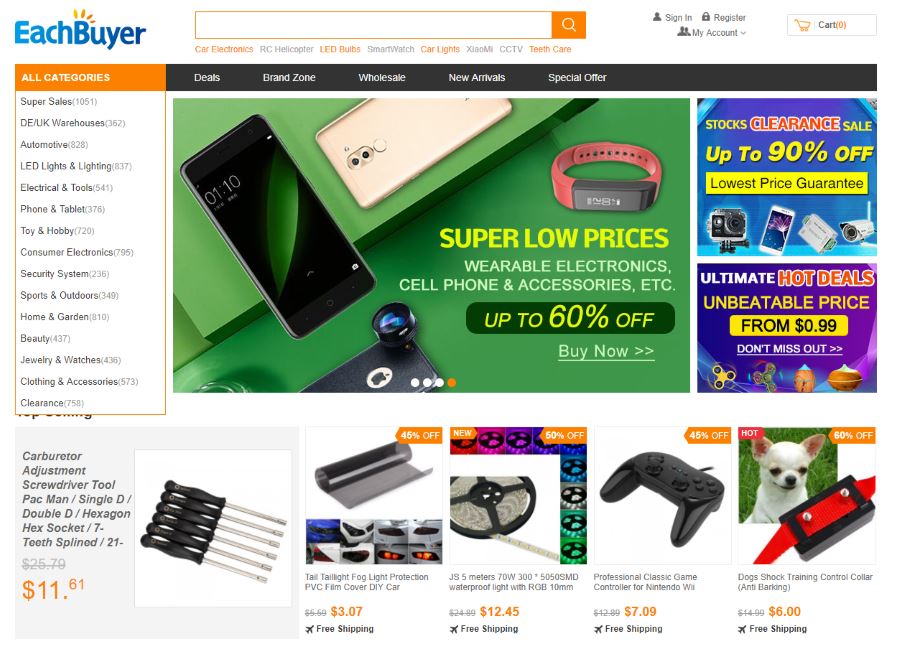 EachBuyer
Sign In Register
My Account
Cart(0)
Car Electronics RC Helicopter LED Bulbs SmartWatch Car Lights XiaoMi CCTV Teeth Care
ALL CATEGORIES
Deals Brand Zone Wholesale New Arrivals Special Offer
Super Sales(1051)
DE/UK Warehouses(362)
Automotive(828)
LED Lights & Lighting(837)
Electrical & Tools(541)
Phone & Tablet(376)
Toy & Hobby(720)
Consumer Electronics(795)
Security System(236)
Sports & Outdoors(349)
Home & Garden(810)
Beauty(437)
Jewelry & Watches(436)
Clothing & Accessories(573)
Clearance(758)
01:10
SUPER LOW PRICES
WEARABLE ELECTRONICS,
CELL PHONE & ACCESSORIES, ETC.
UP TO 60% OFF
Buy Now >>
STOCKS CLEARANCE SALE
Up To 90% OFF
Lowest Price Guarantee
ULTIMATE HOT DEALS
UNBEATABLE PRICE
FROM $0.99
DON'T MISS OUT >>
Top Selling
Carburetor
Adjustment
Screwdriver Tool
Pac Man / Single D /
Double D / Hexagon
Hex Socket / 7-
Teeth Splined / 21-
$25.79
$11.61
45% OFF
Tail Taillight Fog Light Protection
PVC Film Cover DIY Car
$5.59 $3.07
Free Shipping
NEW
50% OFF
JS 5 meters 70W 300 * 5050SMD
waterproof light with RGB 10mm
$24.89 $12.45
Free Shipping
45% OFF
Professional Classic Game
Controller for Nintendo Wii
$12.89 $7.09
Free Shipping
HOT
60% OFF
Dogs Shock Training Control Collar
(Anti Barking)
$14.99 $6.00
Free Shipping